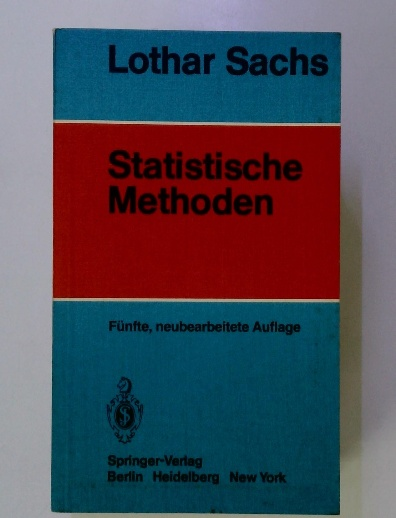 Lothar Sachs
Statistische
Methoden
Fünfte, neubearbeitete Auflage
Springer-Verlag
Berlin Heidelberg New York